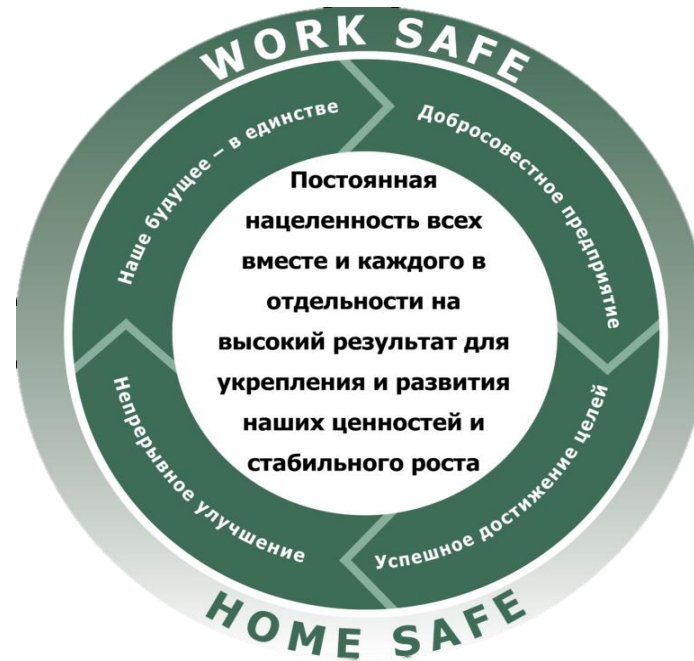 WORK SAFE
Наше будущее – в единстве
Добросовестное предприятие
Постоянная
нацеленность всех
вместе и каждого в
отдельности на
высокий результат для
укрепления и развития
наших ценностей и
стабильного роста
Непрерывное улучшение
Успешное достижение целей
HOME SAFE